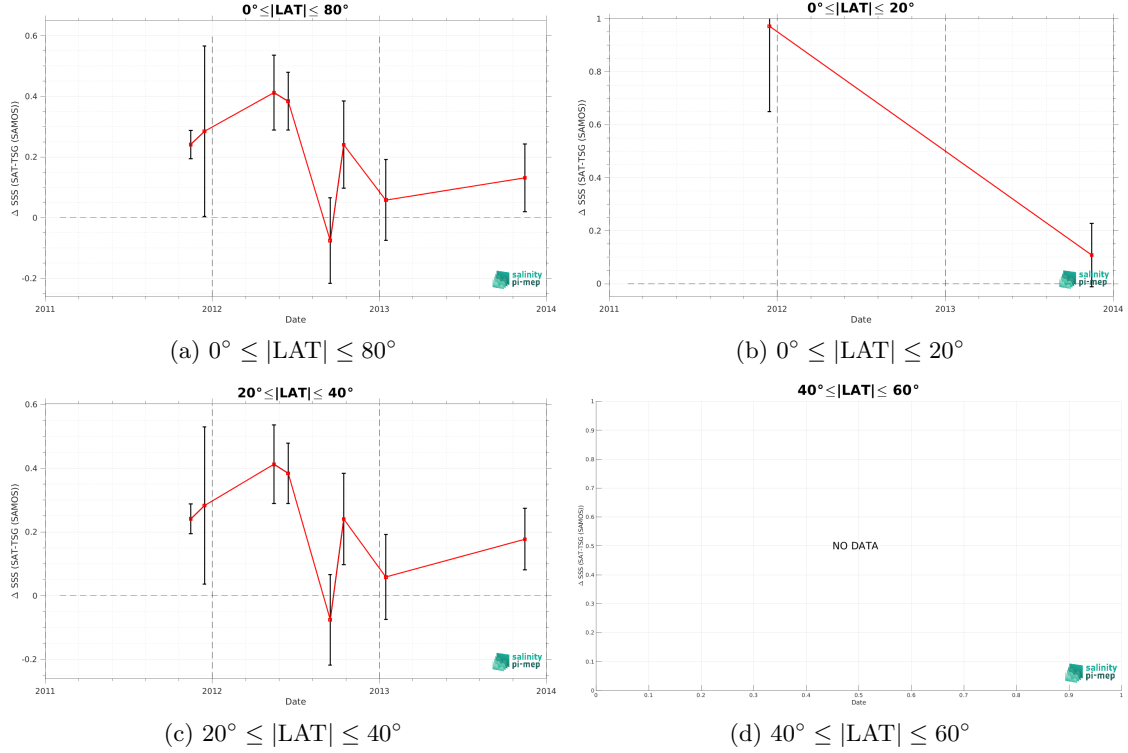 0°≤|LAT|≤ 80°
Δ SSS (SAT-TSG (SAMOS))
0.6
0.4
0.2
0
-0.2
2011
2012
2013
2014
Date
salinity
pi-mep
(a) 0° ≤ |LAT| ≤ 80°
0°≤|LAT|≤ 20°
Δ SSS (SAT-TSG (SAMOS))
1
0.8
0.6
0.4
0.2
0
2011
2012
2013
2014
Date
salinity
pi-mep
(b) 0° ≤ |LAT| ≤ 20°
20°≤|LAT|≤ 40°
Δ SSS (SAT-TSG (SAMOS))
0.6
0.4
0.2
0
-0.2
2011
2012
2013
2014
Date
salinity
pi-mep
(c) 20° ≤ |LAT| ≤ 40°
40°≤|LAT|≤ 60°
Δ SSS (SAT-TSG (SAMOS))
1
0.9
0.8
0.7
0.6
0.5
0.4
0.3
0.2
0.1
0
NO DATA
0
0.1
0.2
0.3
0.4
0.5
0.6
0.7
0.8
0.9
1
Date
salinity
pi-mep
(d) 40° ≤ |LAT| ≤ 60°